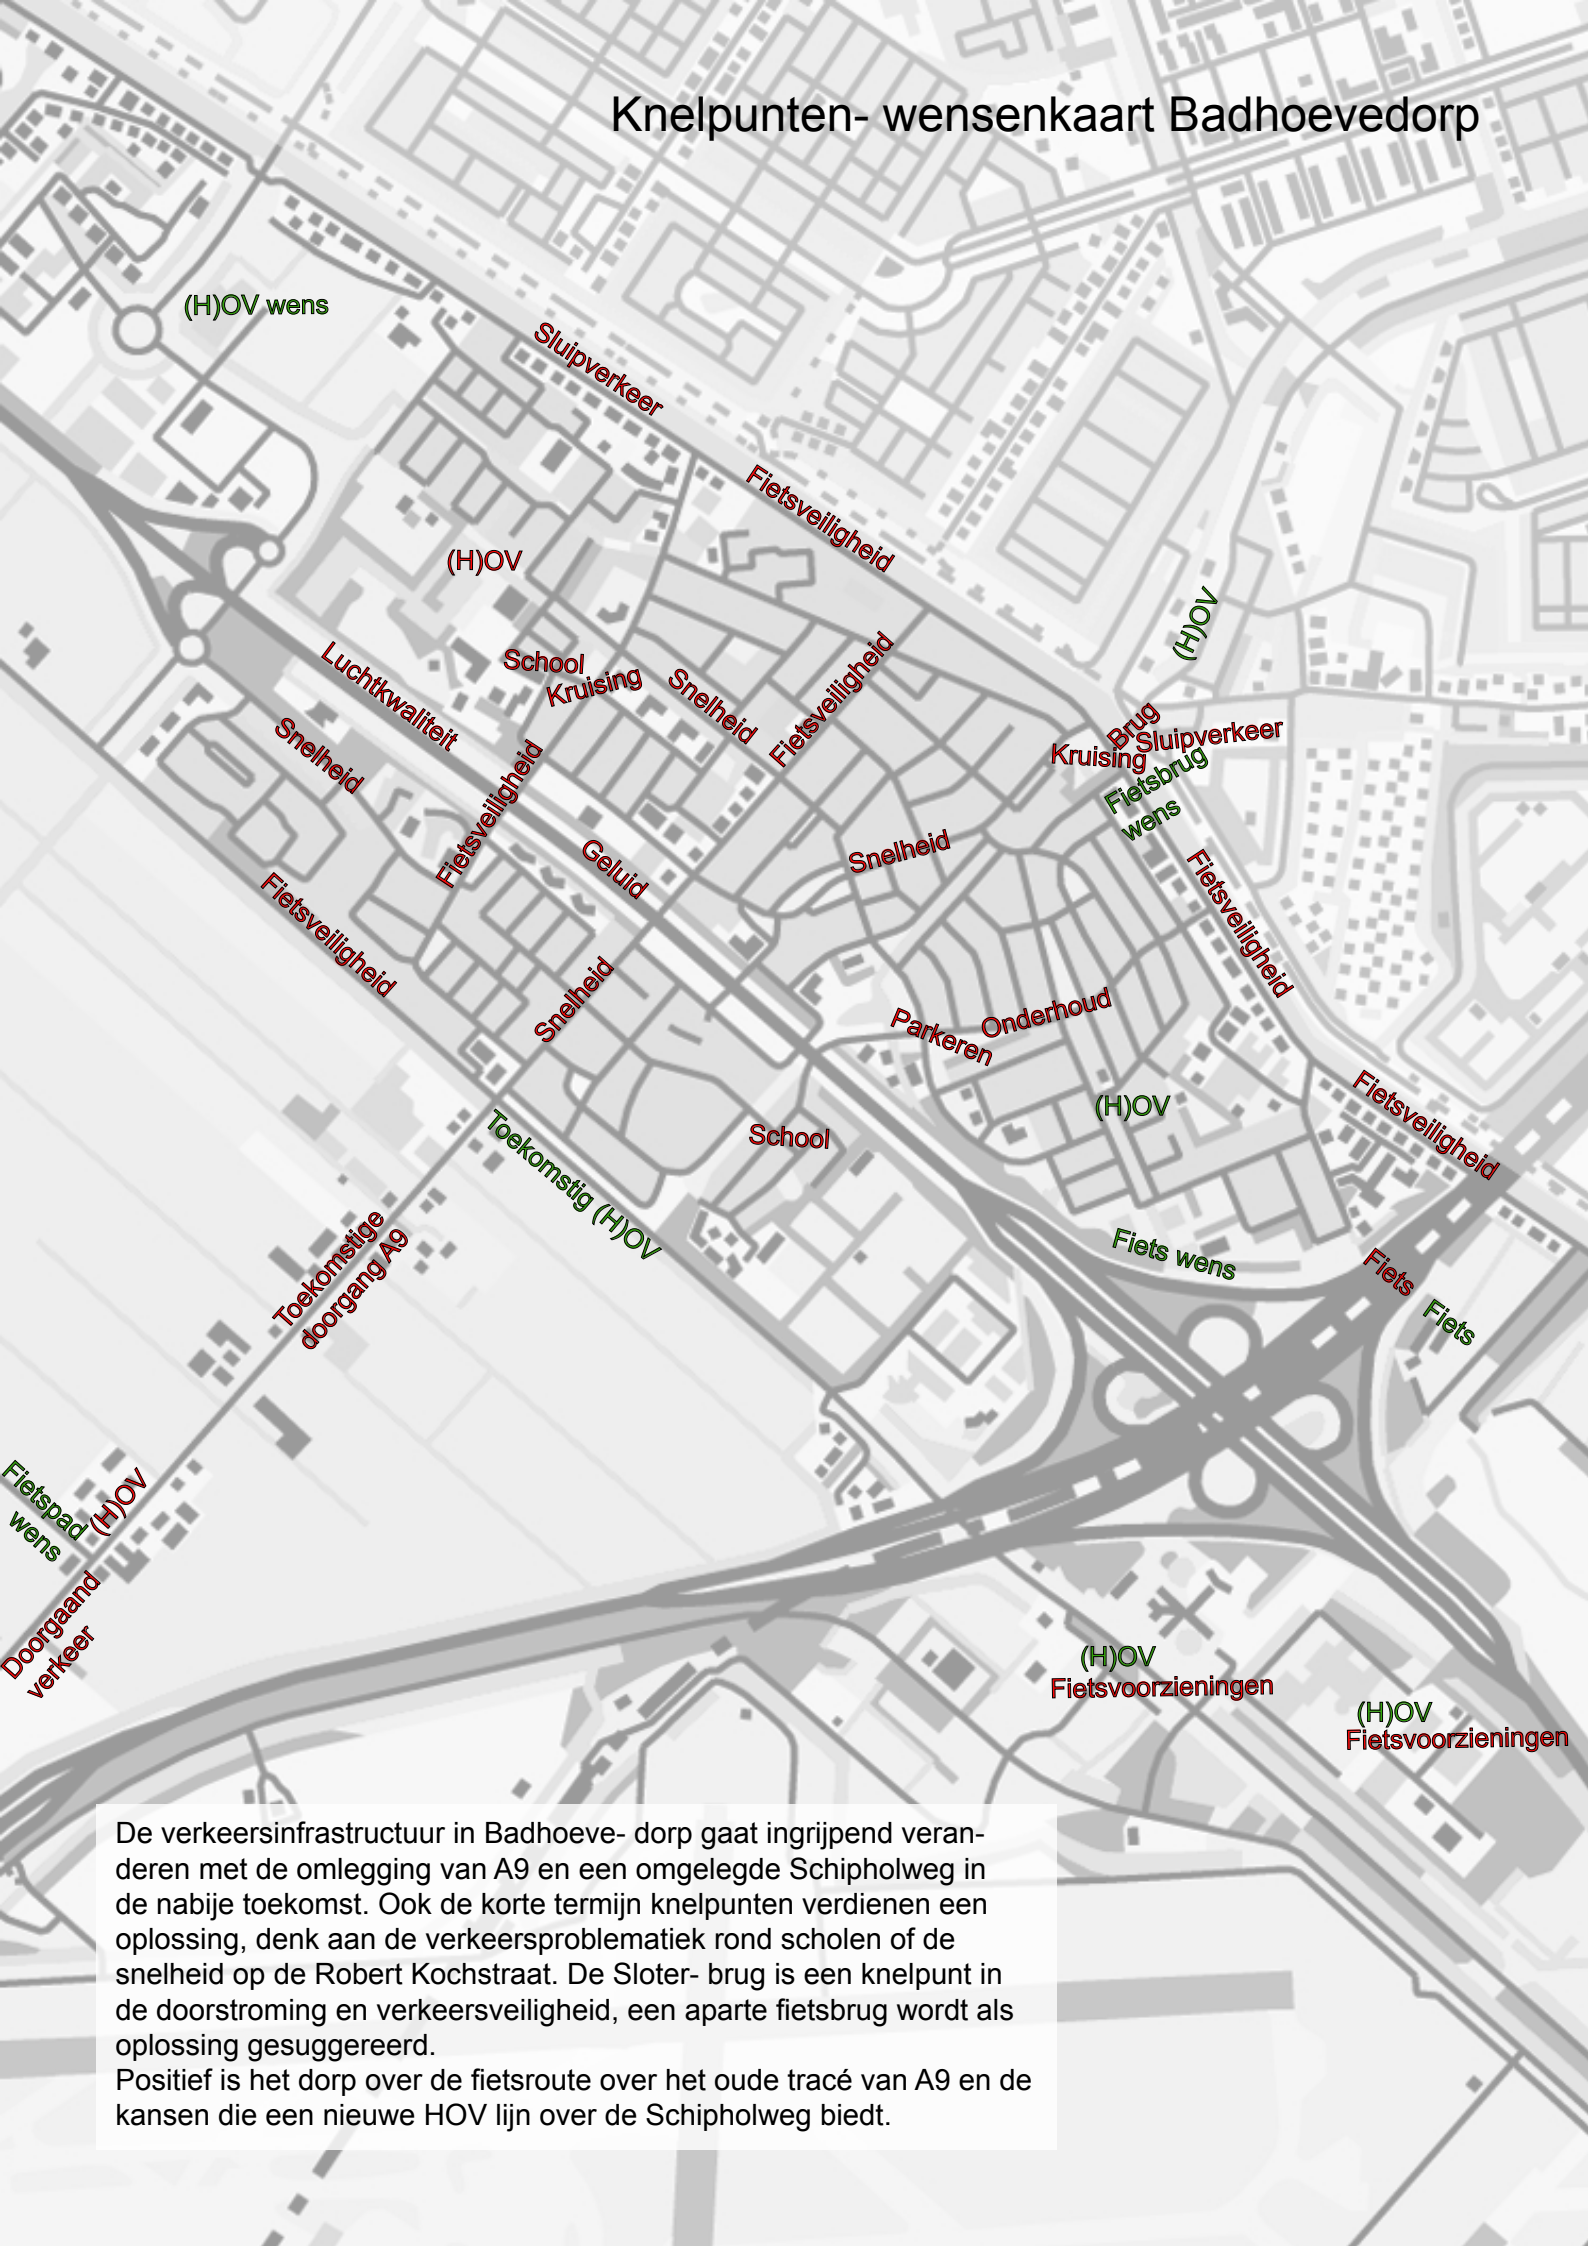 Knelpunten- wensenkaart Badhoevedorp
(H)OV wens
Sluipverkeer
Fietsveiligheid
(H)OV
(H)OV
Luchtkwaliteit
School
Kruising
Snelheid
Fietsveiligheid
Snelheid
Fietsveiligheid
Brug
Sluipverkeer
Kruising
Fietsbrug
wens
Geluid
Snelheid
Fietsveiligheid
Fietsveiligheid
Snelheid
Parkeren
Onderhoud
(H)OV
Fietsveiligheid
School
Toekomstig (H)OV
Toekomstige
doorgang A9
Fiets wens
Fiets
Fiets
Fietspad
wens
(H)OV
Doorgaand
verkeer
(H)OV
Fietsvoorzieningen
(H)OV
Fietsvoorzieningen
De verkeersinfrastructuur in Badhoeve- dorp gaat ingrijpend veran-
deren met de omlegging van A9 en een omgelegde Schipholweg in
de nabije toekomst. Ook de korte termijn knelpunten verdienen een
oplossing, denk aan de verkeersproblematiek rond scholen of de
snelheid op de Robert Kochstraat. De Sloter- brug is een knelpunt in
de doorstroming en verkeersveiligheid, een aparte fietsbrug wordt als
oplossing gesuggereerd.
Positief is het dorp over de fietsroute over het oude tracé van A9 en de
kansen die een nieuwe HOV lijn over de Schipholweg biedt.